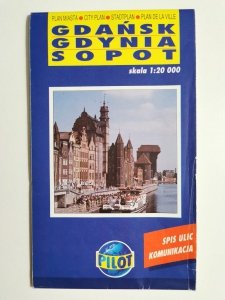 PLAN MIASTA ● CITY PLAN ● STADTPLAN ● PLAN DE LA VILLE
GDAŃSK
GDYNIA
SOPOT
skala 1:20 000
SPIS ULIC
KOMUNIKACJA
PILOT